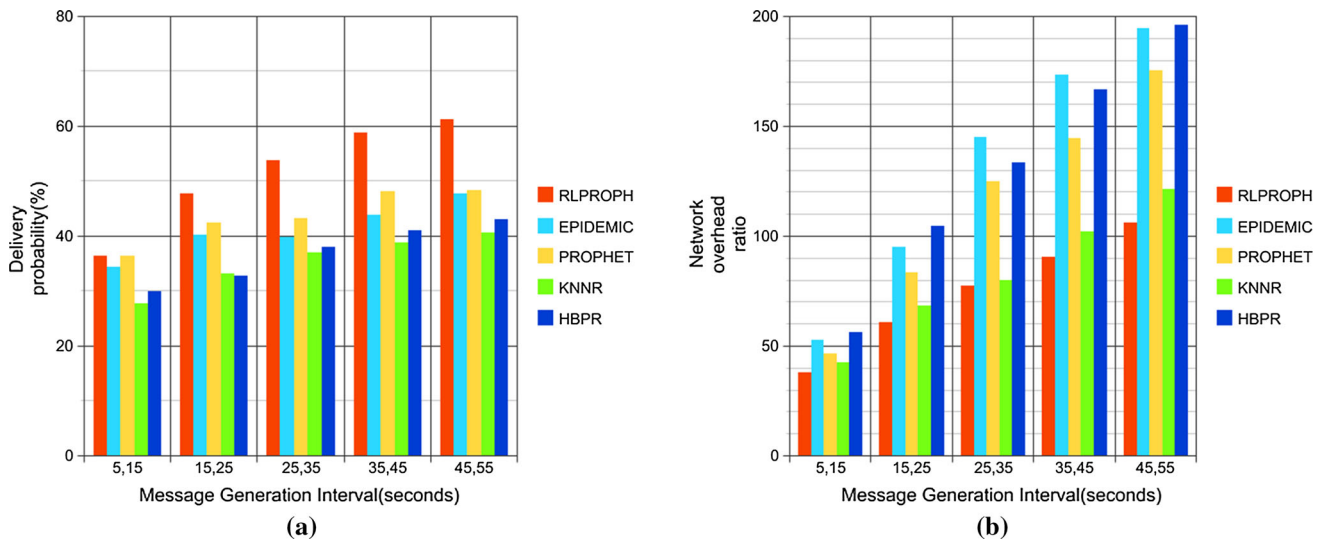 80
60
40
20
0
Delivery
probability(%)
5,15
15,25
25,35
35,45
45,55
Message Generation Interval(seconds)
RLPROPH
EPIDEMIC
PROPHET
KNNR
HBPR
(a)
200
150
100
50
0
Network
overhead
ratio
5,15
15,25
25,35
35,45
45,55
Message Generation Interval(seconds)
RLPROPH
EPIDEMIC
PROPHET
KNNR
HBPR
(b)